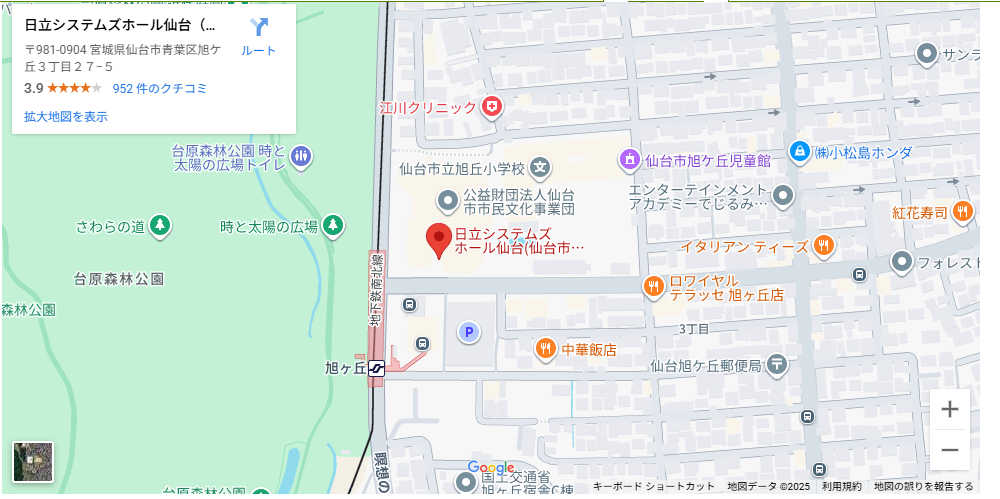 日立システムズホール仙台（...
ルート
〒981-0904 宮城県仙台市青葉区旭ケ
丘３丁目２７−５
3.9
952 件のクチコミ
拡大地図を表示
サンラ
江川クリニック
台原森林公園 時と
太陽の広場トイレ
仙台市立旭丘小学校
仙台市旭ケ丘児童館
㈱小松島ホンダ
公益財団法人仙台
市市民文化事業団
エンターテインメント
アカデミーでじるみ…
紅花寿司
さわらの道
時と太陽の広場
日立システムズ
ホール仙台(仙台市…
イタリアン ティーズ
フォレスト
台原森林公園
地下鉄南北線
ロワイヤル
テラッセ 旭ヶ丘店
森林公園
P
3丁目
中華飯店
旭ヶ丘
仙台旭ケ丘郵便局
瞑想の
Google
国土交通省
旭ヶ丘宿舎C棟
台原森林公園
キーボード ショートカット
地図データ ©2025
利用規約
地図の誤りを報告する